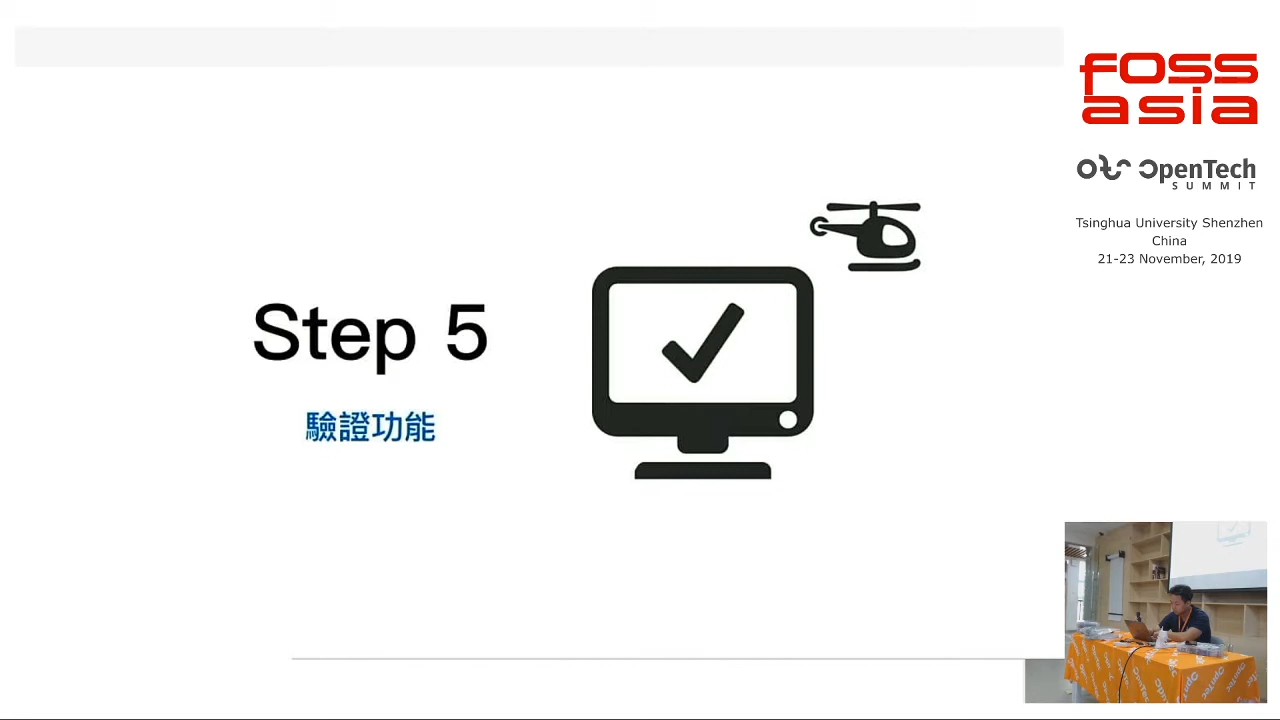 Step 5
驗證功能
FOSS
asia
OpenTech
SUMMIT
Tsinghua University Shenzhen
China
21-23 November, 2019